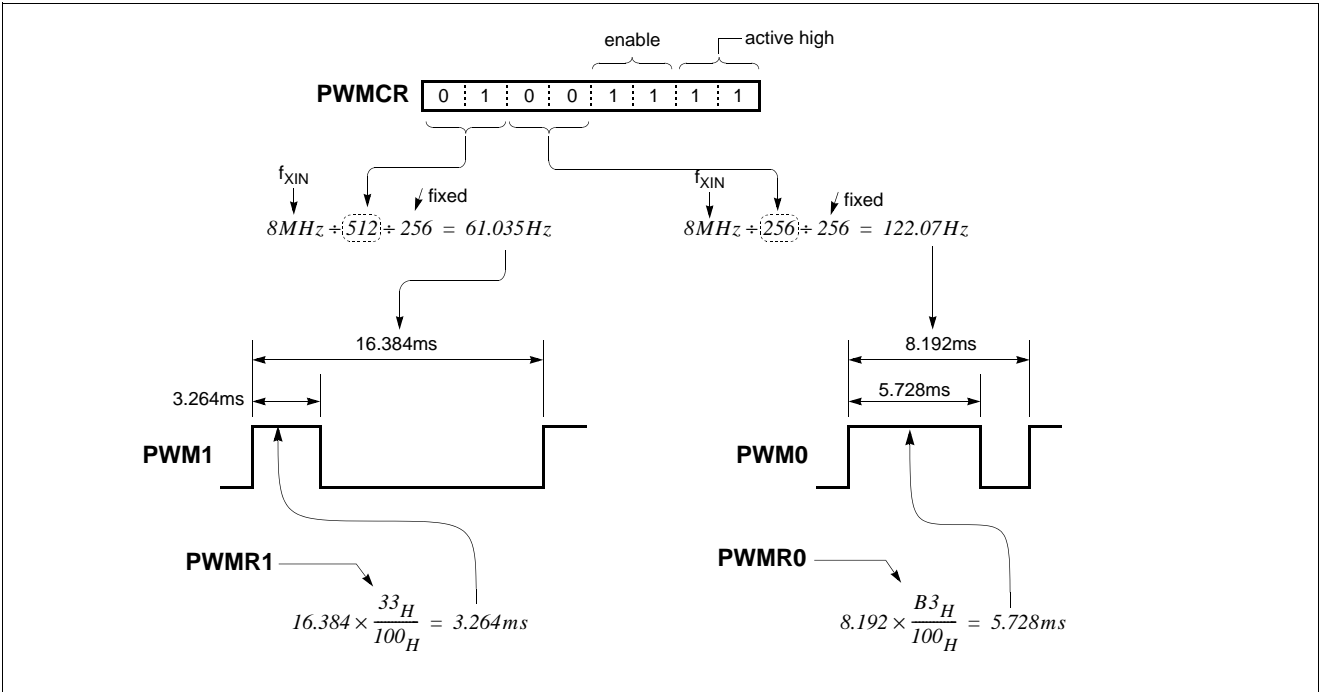 enable
active high
PWMCR 0 1 0 0 1 1 1 1
fXIN
fixed
8MHz ÷ 512 ÷ 256 = 61.035Hz
fXIN
fixed
8MHz ÷ 256 ÷ 256 = 122.07Hz
16.384ms
3.264ms
PWM1
PWMR1
16.384 × 33H / 100H = 3.264ms
8.192ms
5.728ms
PWM0
PWMR0
8.192 × B3H / 100H = 5.728ms